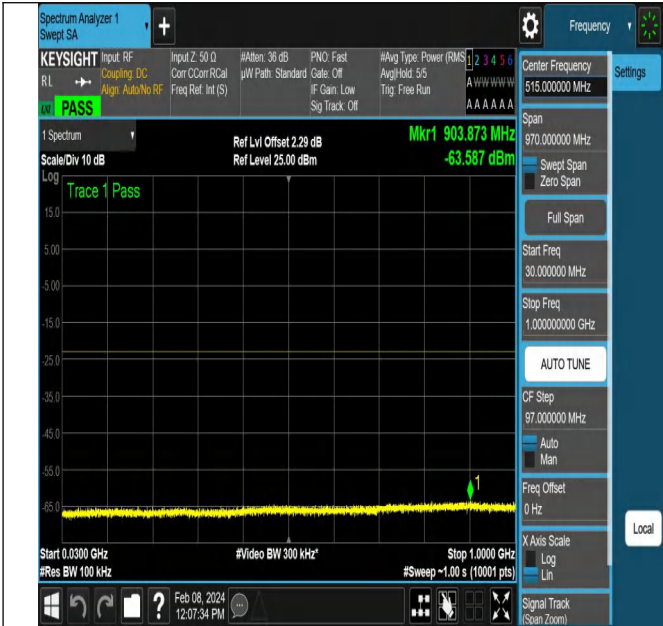 Spectrum Analyzer 1
Swept SA
+
Frequency
KEYSIGHT
RL
PASS
Input: RF
Coupling: DC
Align: Auto/No RF
Input Z: 50 Ω
Corr CCorr RCal
Freq Ref: Int (S)
#Atten: 36 dB
µW Path: Standard
PNO: Fast
Gate: Off
IF Gain: Low
Sig Track: Off
#Avg Type: Power (RMS
Avg|Hold: 5/5
Trig: Free Run
1 2 3 4 5 6
A W W W W W
A A A A A A
1 Spectrum
Scale/Div 10 dB
Ref Lvl Offset 2.29 dB
Ref Level 25.00 dBm
Mkr1 903.873 MHz
-63.587 dBm
Log
Trace 1 Pass
15.0
5.00
-5.00
-15.0
-25.0
-35.0
-45.0
-55.0
-65.0
1
Start 0.0300 GHz
#Res BW 100 kHz
#Video BW 300 kHz*
Stop 1.0000 GHz
#Sweep ~1.00 s (10001 pts)
Feb 08, 2024
12:07:34 PM
?
Center Frequency
515.000000 MHz
Span
970.000000 MHz
Swept Span
Zero Span
Full Span
Start Freq
30.000000 MHz
Stop Freq
1.000000000 GHz
AUTO TUNE
CF Step
97.000000 MHz
Auto
Man
Freq Offset
0 Hz
X Axis Scale
Log
Lin
Signal Track
(Span Zoom)
Settings
Local